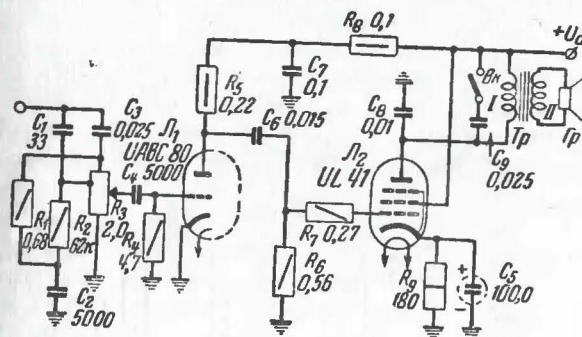 R₈ 0,1
+Uа
C₃
0,025
C₁
33
Л₁
UABC 80
R₅
0,22
C₇
0,1
C₆ 0,015
C₈
0,01
Вк
I
II
Тр
Гр
C₉
0,025
Л₂
UL 41
C₄ 5000
R₁
0,68
R₂
62к
R₃
2,0
R₄
4,7
R₇ 0,27
R₆
0,56
R₉
180
+
–
C₅
100,0
C₂
5000